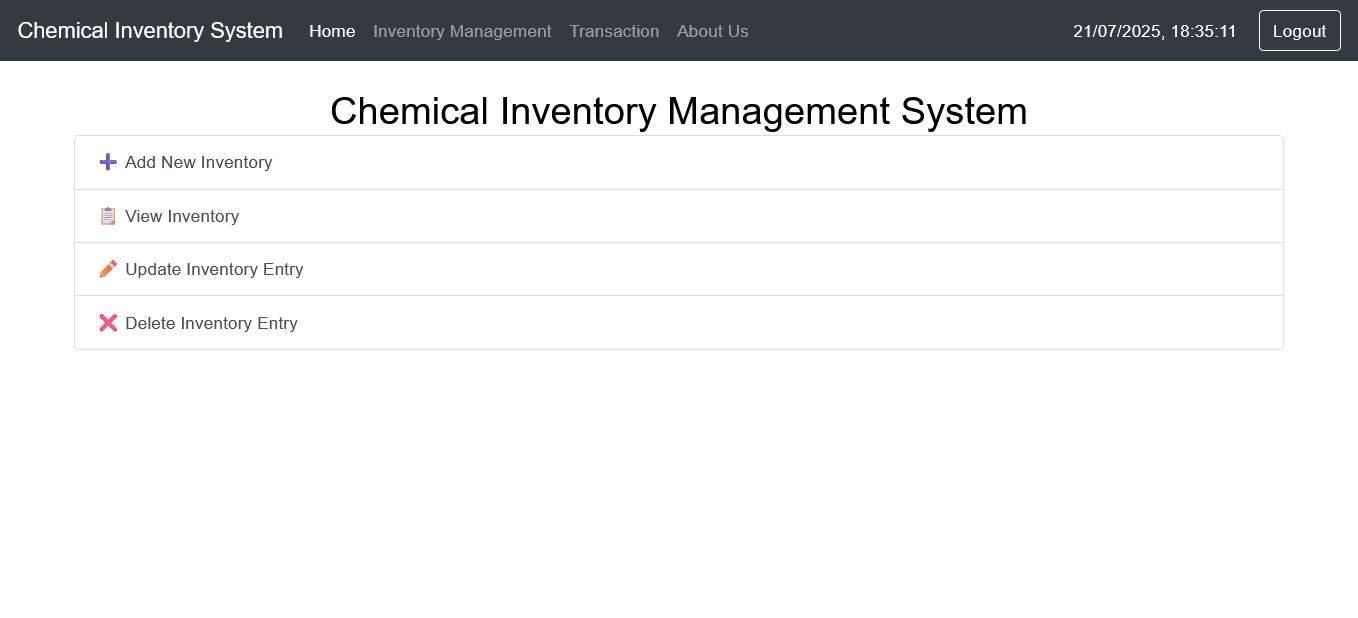 Chemical Inventory System Home Inventory Management Transaction About Us 21/07/2025, 18:35:11 Logout
Chemical Inventory Management System
Add New Inventory
View Inventory
Update Inventory Entry
Delete Inventory Entry